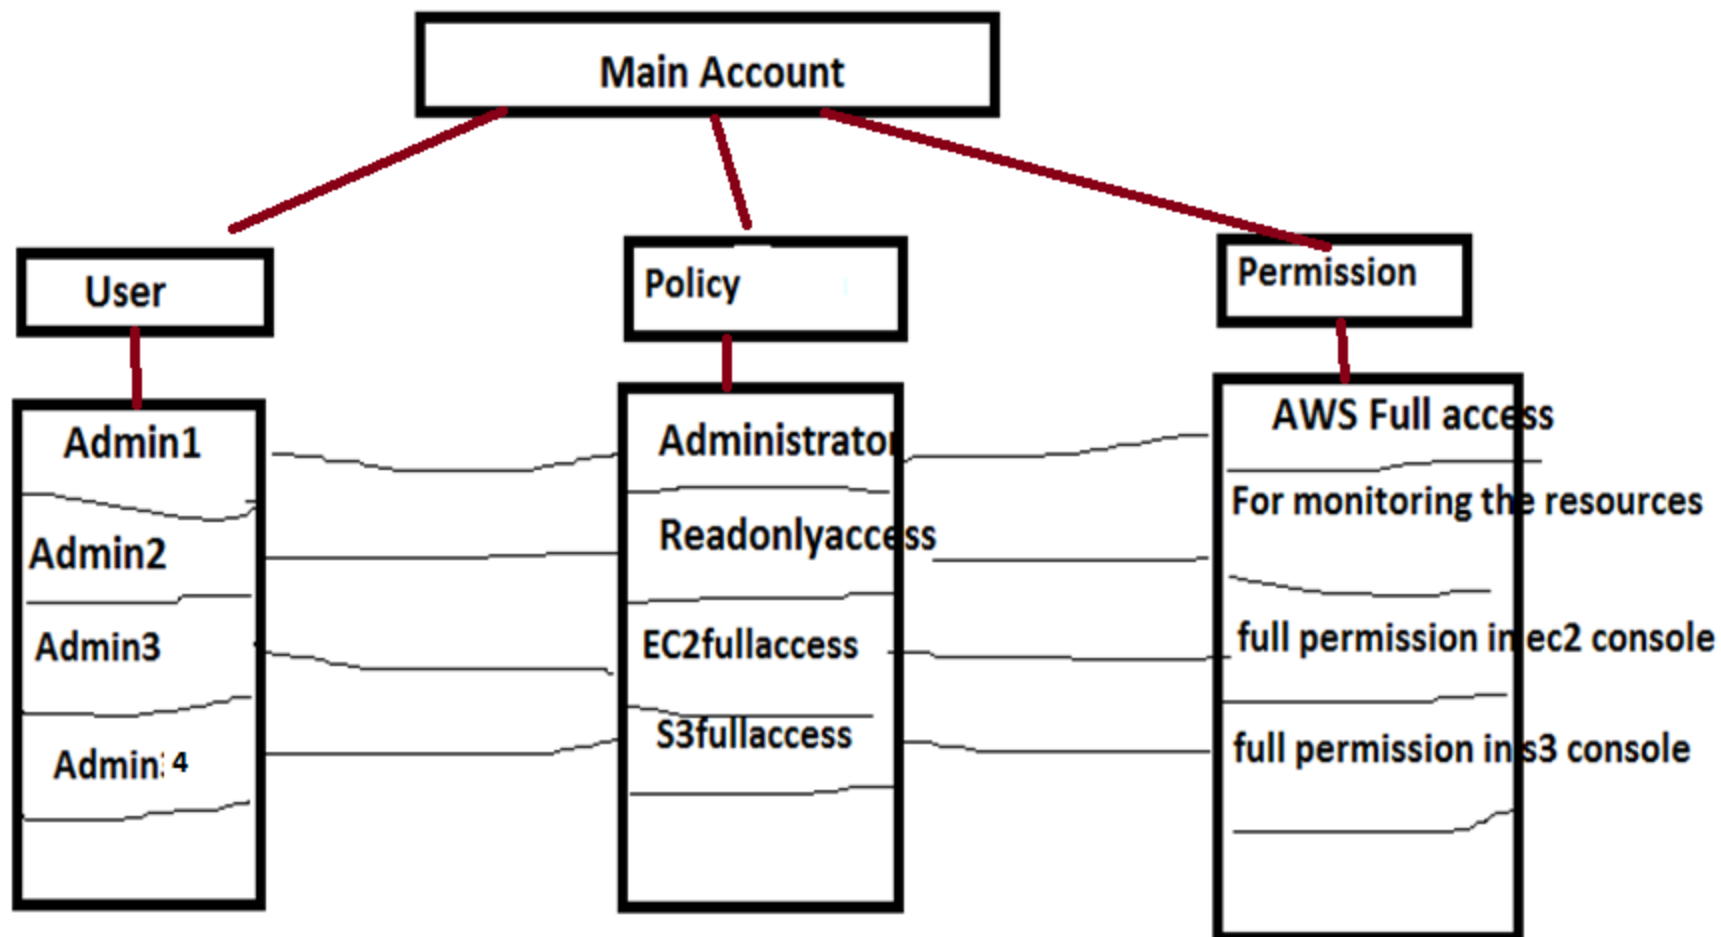 Main Account
User
Policy
Permission
Admin1
Administrator
AWS Full access
Admin2
Readonlyaccess
For monitoring the resources
Admin3
EC2fullaccess
full permission in ec2 console
Admin 4
S3fullaccess
full permission in s3 console